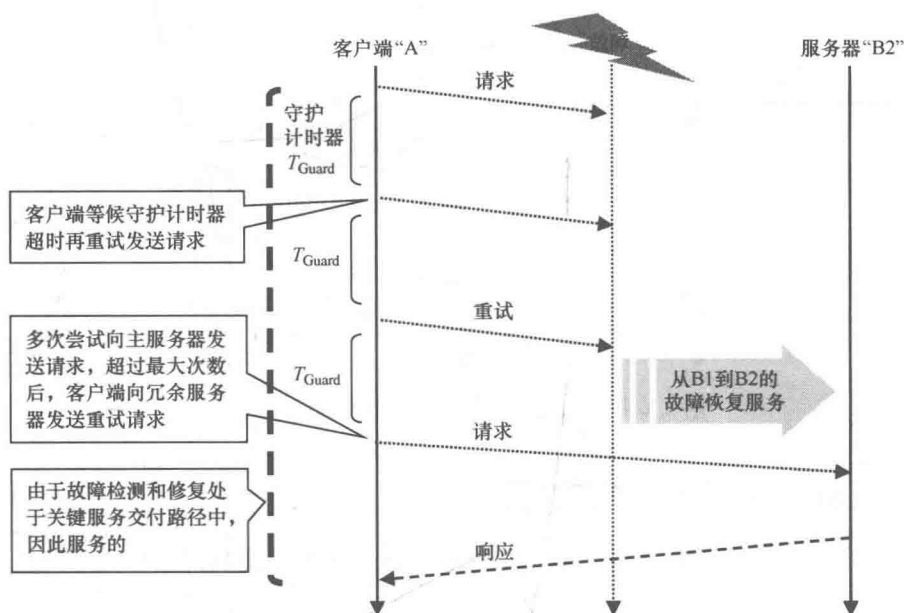 客户端“A”
服务器“B2”
请求
守护
计时器
T_Guard
客户端等候守护计时器
超时再重试发送请求
T_Guard
重试
多次尝试向主服务器发
送请求，超过最大次数
后，客户端向冗余服务
器发送重试请求
T_Guard
从B1到B2的
故障恢复服务
请求
由于故障检测和修复处
于关键服务交付路径中，
因此服务的
响应